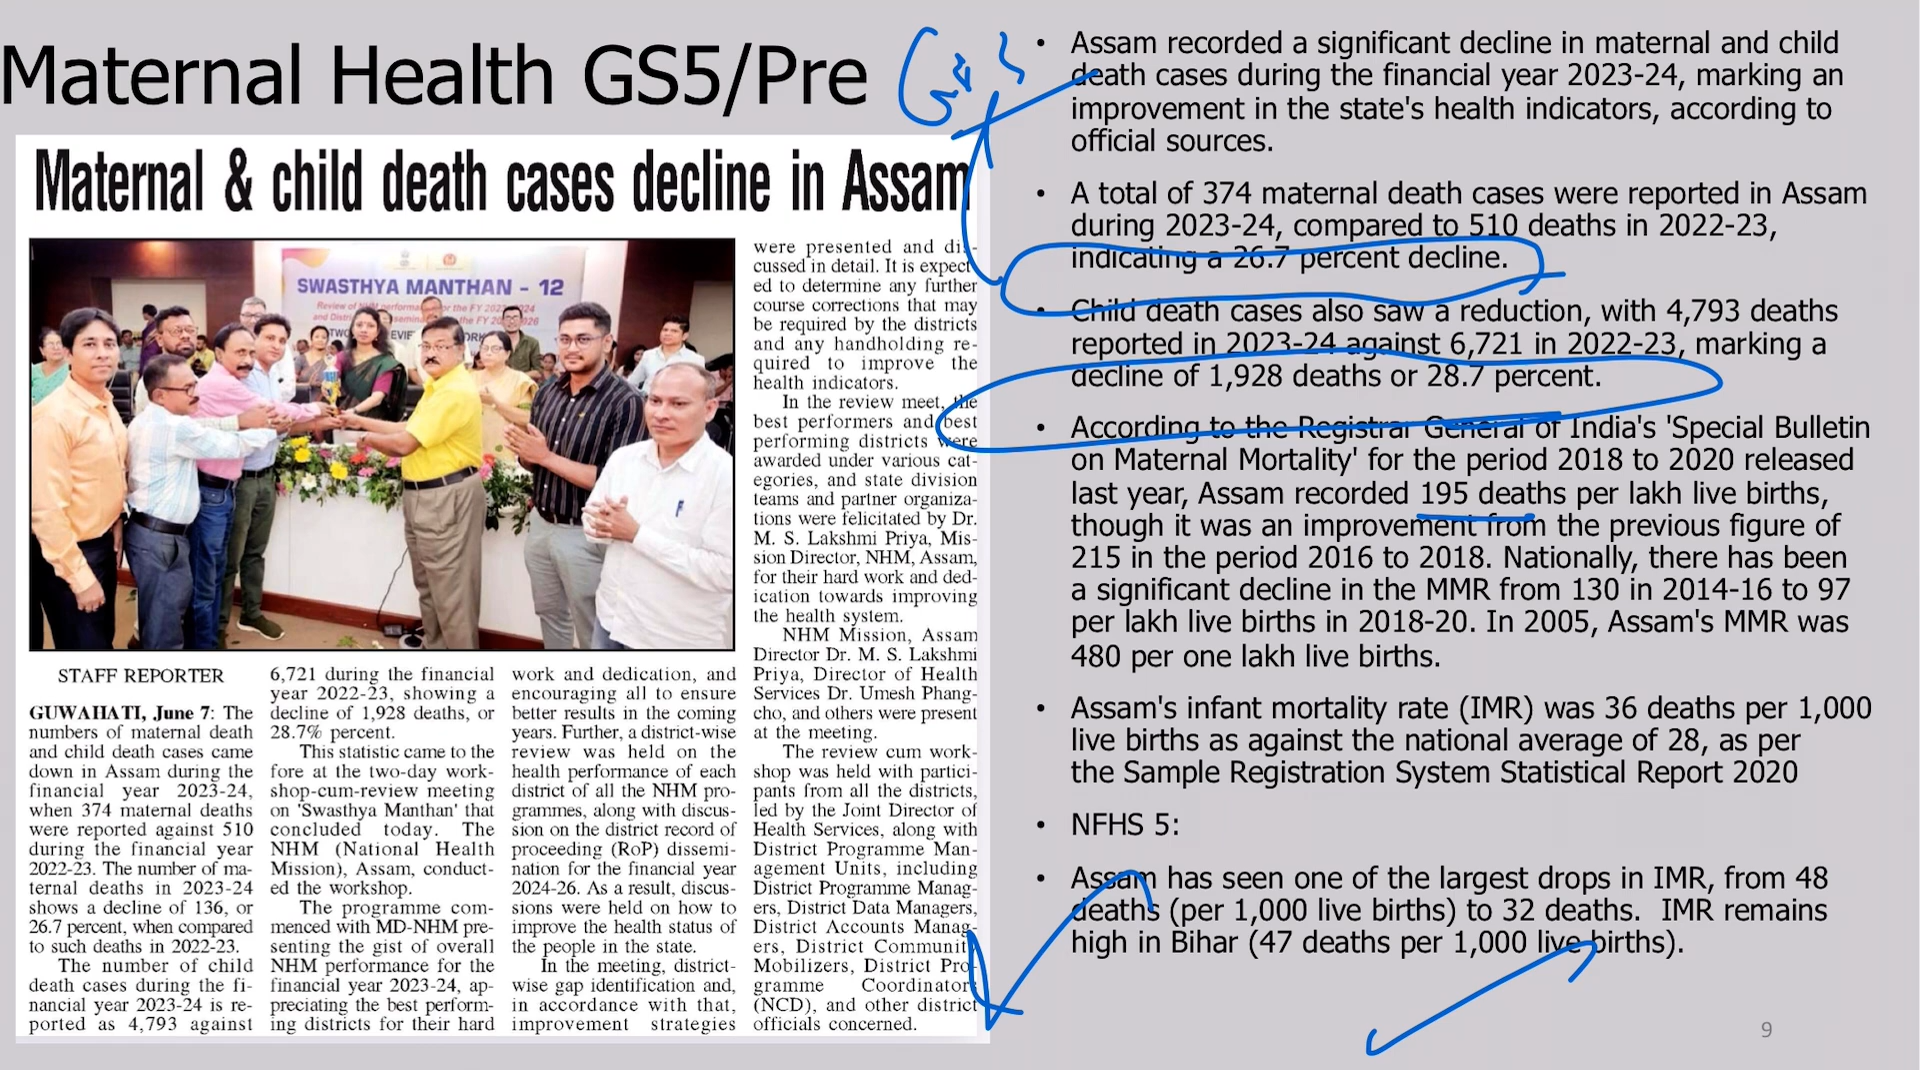 Maternal Health GS5/Pre
Maternal & child death cases decline in Assam
SWASTHYA MANTHAN - 12
STAFF REPORTER
GUWAHATI, June 7: The
numbers of maternal death
and child death cases came
down in Assam during the
financial year 2023-24,
when 374 maternal deaths
were reported against 510
during the financial year
2022-23. The number of ma-
ternal deaths in 2023-24
shows a decline of 136, or
26.7 percent, when compared
to such deaths in 2022-23.
The number of child
death cases during the fi-
nancial year 2023-24 is re-
ported as 4,793 against
6,721 during the financial
year 2022-23, showing a
decline of 1,928 deaths, or
28.7% percent.
This statistic came to the
fore at the two-day work-
shop-cum-review meeting
on 'Swasthya Manthan' that
concluded today. The
NHM (National Health
Mission), Assam, conduct-
ed the workshop.
The programme com-
menced with MD-NHM pre-
senting the gist of overall
NHM performance for the
financial year 2023-24, ap-
preciating the best perform-
ing districts for their hard
work and dedication, and
encouraging all to ensure
better results in the coming
years. Further, a district-wise
review was held on the
health performance of each
district of all the NHM pro-
grammes, along with discus-
sion on the district record of
proceeding (RoP) dissemi-
nation for the financial year
2024-26. As a result, discus-
sions were held on how to
improve the health status of
the people in the state.
In the meeting, district-
wise gap identification and,
in accordance with that,
improvement strategies
were presented and dis-
cussed in detail. It is expect-
ed to determine any further
course corrections that may
be required by the districts
and any handholding re-
quired to improve the
health indicators.
In the review meet, the
best performers and best
performing districts were
awarded under various cat-
egories, and state division
teams and partner organiza-
tions were felicitated by Dr.
M. S. Lakshmi Priya, Mis-
sion Director, NHM, Assam,
for their hard work and ded-
ication towards improving
the health system.
NHM Mission, Assam
Director Dr. M. S. Lakshmi
Priya, Director of Health
Services Dr. Umesh Phang-
cho, and others were present
at the meeting.
The review cum work-
shop was held with partici-
pants from all the districts,
led by the Joint Director of
Health Services, along with
District Programme Man-
agement Units, including
District Programme Manag-
ers, District Data Managers,
District Accounts Manag-
ers, District Community
Mobilizers, District Pro-
gramme Coordinators
(NCD), and other district
officials concerned.
• Assam recorded a significant decline in maternal and child
death cases during the financial year 2023-24, marking an
improvement in the state's health indicators, according to
official sources.
• A total of 374 maternal death cases were reported in Assam
during 2023-24, compared to 510 deaths in 2022-23,
indicating a 26.7 percent decline.
• Child death cases also saw a reduction, with 4,793 deaths
reported in 2023-24 against 6,721 in 2022-23, marking a
decline of 1,928 deaths or 28.7 percent.
• According to the Registrar General of India's 'Special Bulletin
on Maternal Mortality' for the period 2018 to 2020 released
last year, Assam recorded 195 deaths per lakh live births,
though it was an improvement from the previous figure of
215 in the period 2016 to 2018. Nationally, there has been
a significant decline in the MMR from 130 in 2014-16 to 97
per lakh live births in 2018-20. In 2005, Assam's MMR was
480 per one lakh live births.
• Assam's infant mortality rate (IMR) was 36 deaths per 1,000
live births as against the national average of 28, as per
the Sample Registration System Statistical Report 2020
• NFHS 5:
• Assam has seen one of the largest drops in IMR, from 48
deaths (per 1,000 live births) to 32 deaths.  IMR remains
high in Bihar (47 deaths per 1,000 live births).
9